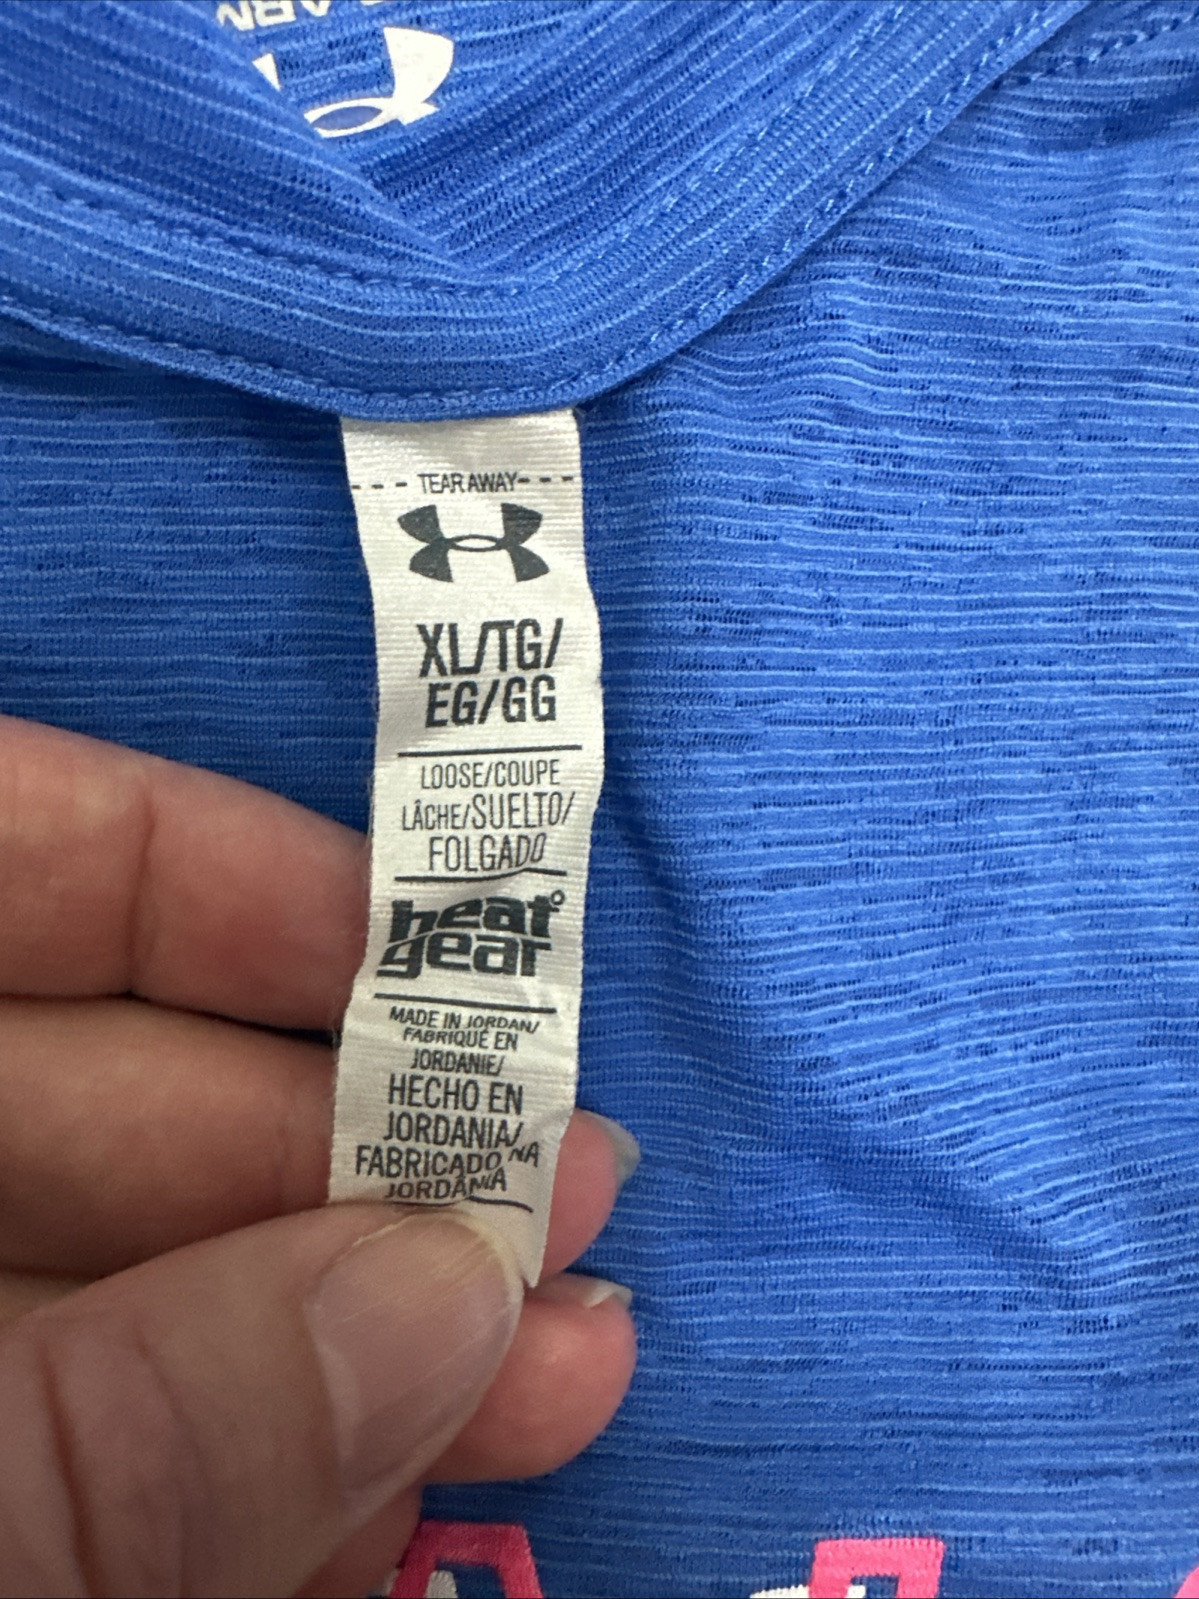 TEAR AWAY
XL/TG/
EG/GG
LOOSE/COUPE
LÂCHE/SUELTO/
FOLGADO
heat
gear
MADE IN JORDAN/
FABRIQUÉ EN
JORDANIE/
HECHO EN
JORDANIA/
FABRICADO NA
JORDÂNIA